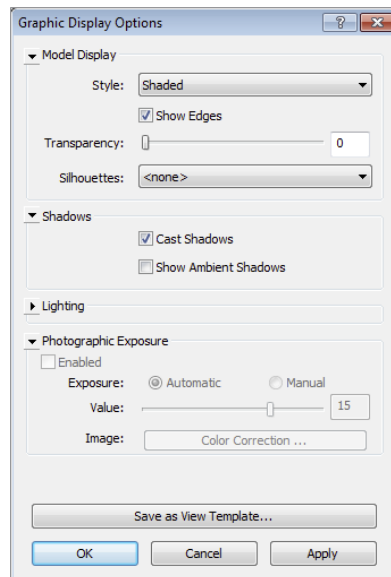 Graphic Display Options
Model Display
Style: Shaded
Show Edges
Transparency: 0
Silhouettes: <none>
Shadows
Cast Shadows
Show Ambient Shadows
Lighting
Photographic Exposure
Enabled
Exposure: Automatic Manual
Value: 15
Image: Color Correction ...
Save as View Template...
OK Cancel Apply